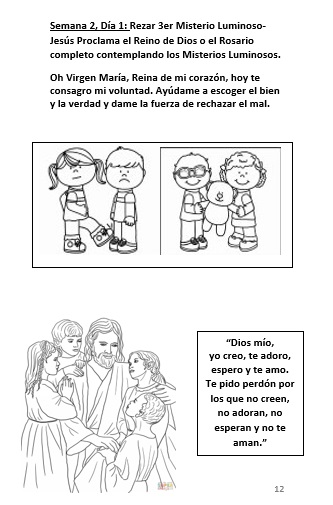 Semana 2, Día 1: Rezar 3er Misterio Luminoso-
Jesús Proclama el Reino de Dios o el Rosario
completo contemplando los Misterios Luminosos.
Oh Virgen María, Reina de mi corazón, hoy te
consagro mi voluntad. Ayúdame a escoger el bien
y la verdad y dame la fuerza de rechazar el mal.
“Dios mío,
yo creo, te adoro,
espero y te amo.
Te pido perdón por
los que no creen,
no adoran, no
esperan y no te
aman.”
12